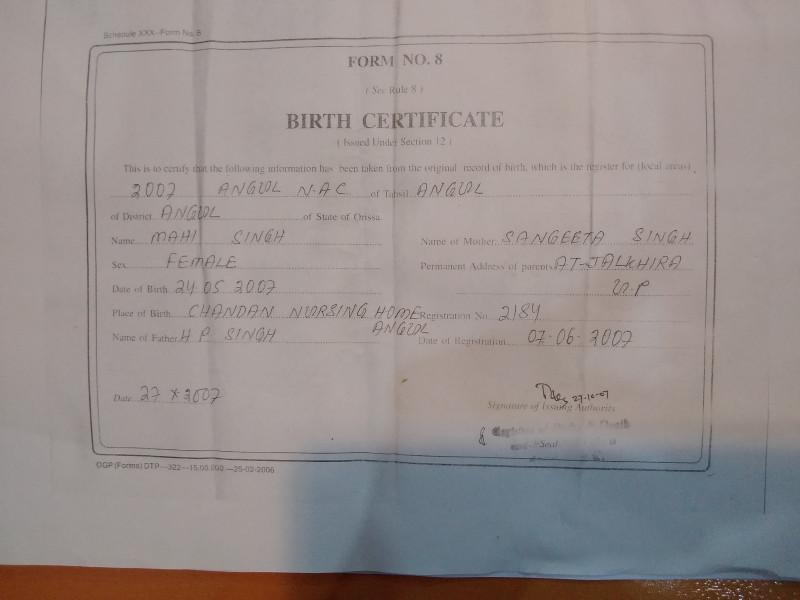 Schedule XXX-Form No. 8
FORM NO. 8
( See Rule 8 )
BIRTH CERTIFICATE
( Issued Under Section 12 )
This is to certify that the following information has been taken from the original record of birth, which is the register for (local areas)
2007 ANGUL N.A.C of Tahsil ANGUL
of District ANGUL of State of Orissa
Name MAHI SINGH Name of Mother SANGEETA SINGH
Sex FEMALE Permanent Address of parents AT-JALKHIRA
Date of Birth 24 05 2007 U.P
Place of Birth CHANDAN NURSING HOME Registration No. 2184
ANGUL
Name of Father H P SINGH Date of Registration 07-06-2007
Date 27 * 2007 27-10-07
Signature of Issuing Authority
Seal
OGP (Forms) DTP—322—15,00,000—25-02-2006